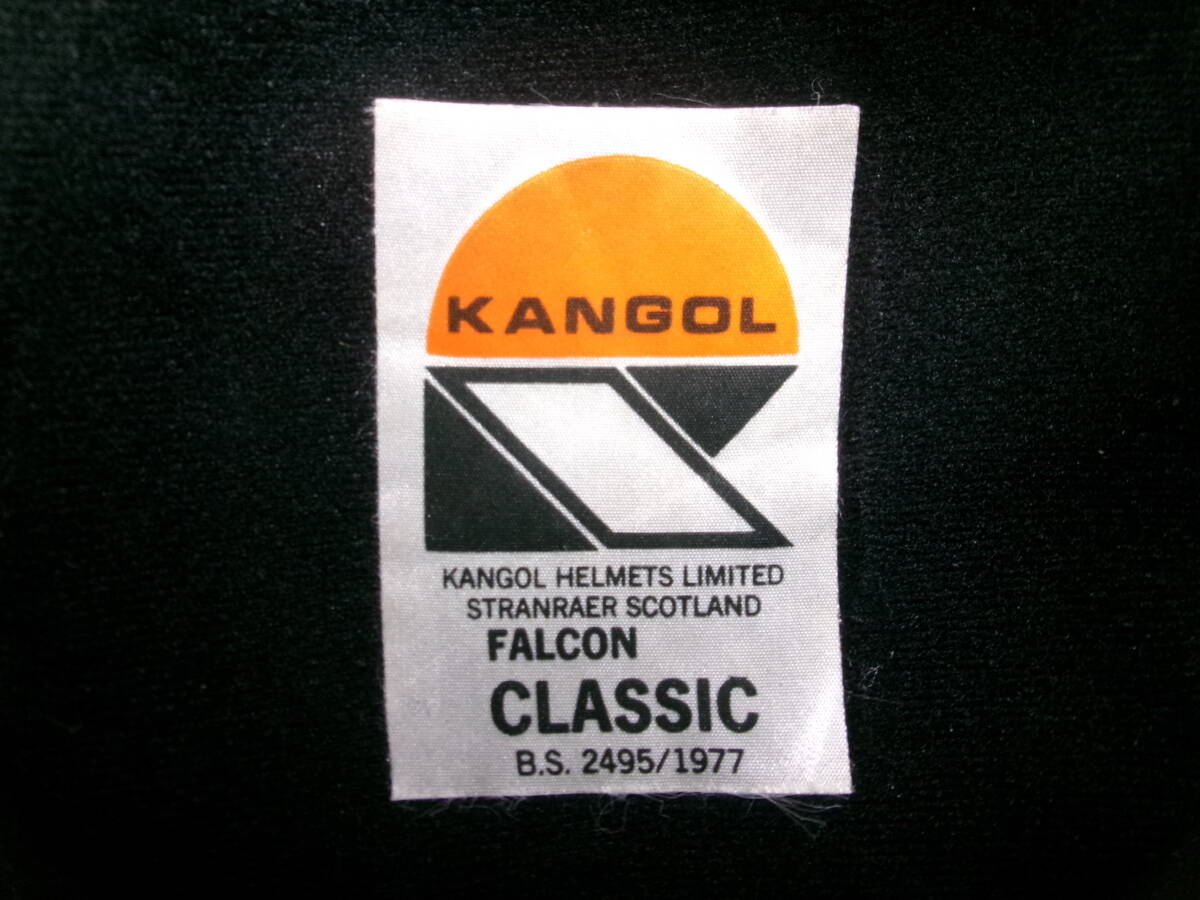 KANGOL
KANGOL HELMETS LIMITED
STRANRAER SCOTLAND
FALCON
CLASSIC
B.S. 2495/1977